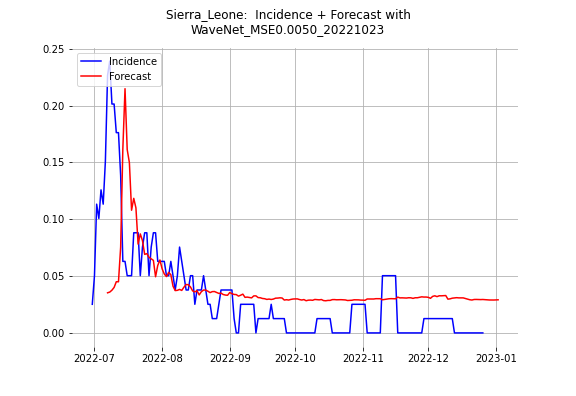 Sierra_Leone:  Incidence + Forecast with
WaveNet_MSE0.0050_20221023
0.25
Incidence
Forecast
0.20
0.15
0.10
0.05
0.00
2022-07 2022-08 2022-09 2022-10 2022-11 2022-12 2023-01